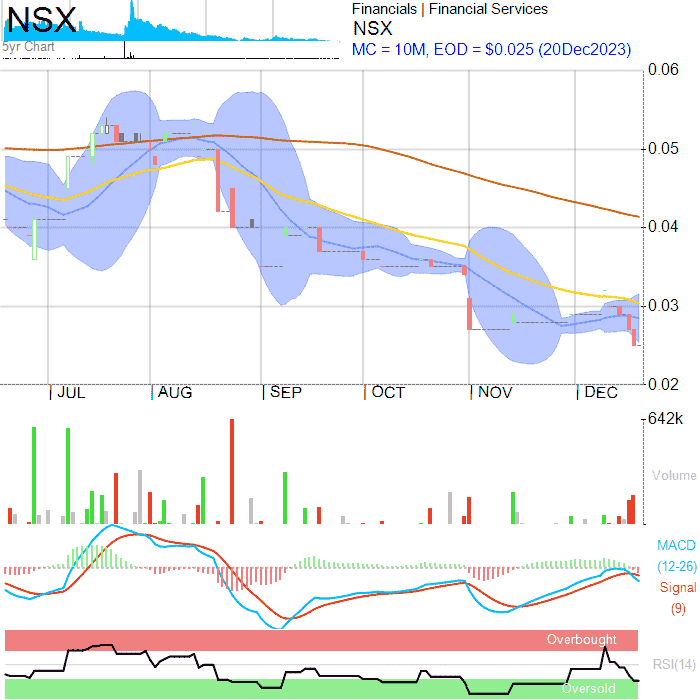 NSX
5yr Chart
Financials | Financial Services
NSX
MC = 10M, EOD = $0.025 (20Dec2023)
0.06
0.05
0.04
0.03
0.02
JUL AUG SEP OCT NOV DEC
642k
Volume
MACD
(12-26)
Signal
(9)
Overbought
RSI(14)
Oversold